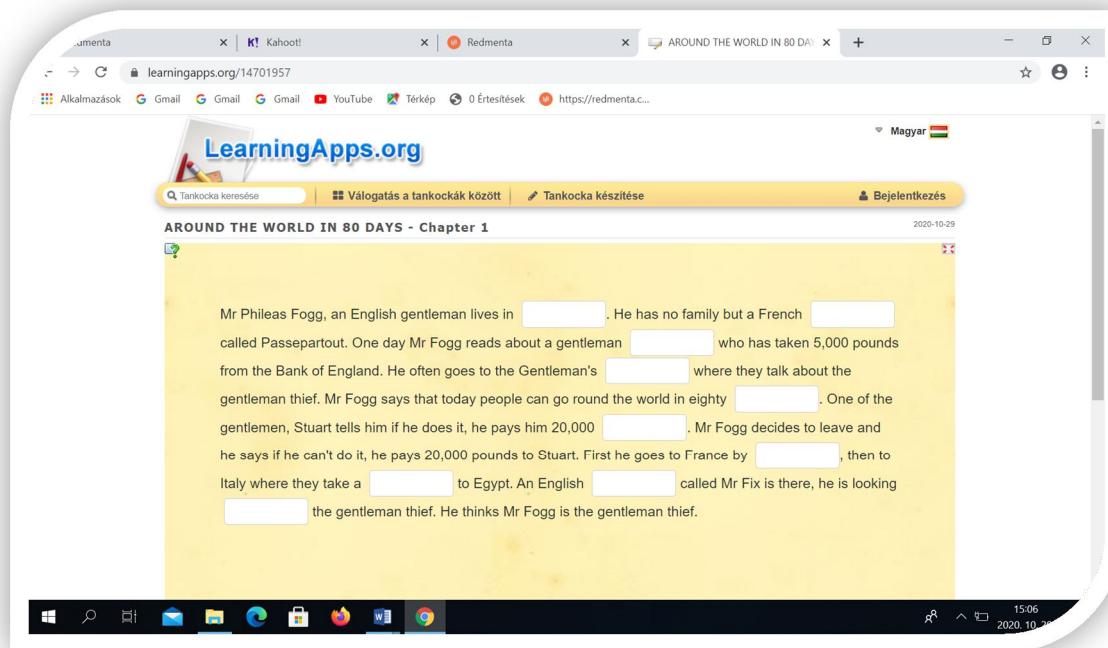 umenta
Kahoot!
Redmenta
AROUND THE WORLD IN 80 DAY
learningapps.org/14701957
Alkalmazások Gmail Gmail Gmail YouTube Térkép 0 Értesítések https://redmenta.c...
LearningApps.org
Magyar
Tankocka keresése Válogatás a tankockák között Tankocka készítése Bejelentkezés
AROUND THE WORLD IN 80 DAYS - Chapter 1
2020-10-29
Mr Phileas Fogg, an English gentleman lives in . He has no family but a French
called Passepartout. One day Mr Fogg reads about a gentleman who has taken 5,000 pounds
from the Bank of England. He often goes to the Gentleman's where they talk about the
gentleman thief. Mr Fogg says that today people can go round the world in eighty . One of the
gentlemen, Stuart tells him if he does it, he pays him 20,000 . Mr Fogg decides to leave and
he says if he can't do it, he pays 20,000 pounds to Stuart. First he goes to France by , then to
Italy where they take a to Egypt. An English called Mr Fix is there, he is looking
the gentleman thief. He thinks Mr Fogg is the gentleman thief.
15:06
2020. 10.